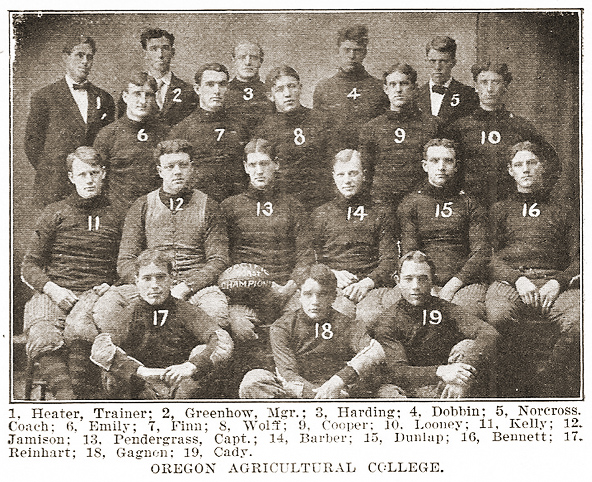 1 2 3 4 5
6 7 8 9 10
11 12 13 14 15 16
CHAMPIONS
17 18 19
1, Heater, Trainer; 2, Greenhow, Mgr.; 3, Harding; 4, Dobbin; 5, Norcross.
Coach; 6, Emily; 7, Finn; 8, Wolff; 9, Cooper; 10, Looney; 11, Kelly; 12.
Jamison; 13, Pendergrass, Capt.; 14, Barber; 15, Dunlap; 16, Bennett; 17.
Reinhart; 18, Gagnon; 19, Cady.
OREGON AGRICULTURAL COLLEGE.